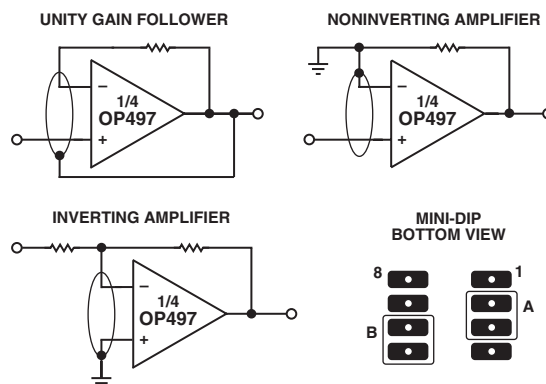 UNITY GAIN FOLLOWER
−
1/4
OP497
+
NONINVERTING AMPLIFIER
−
1/4
OP497
+
INVERTING AMPLIFIER
−
1/4
OP497
+
MINI-DIP
BOTTOM VIEW
8
1
A
B